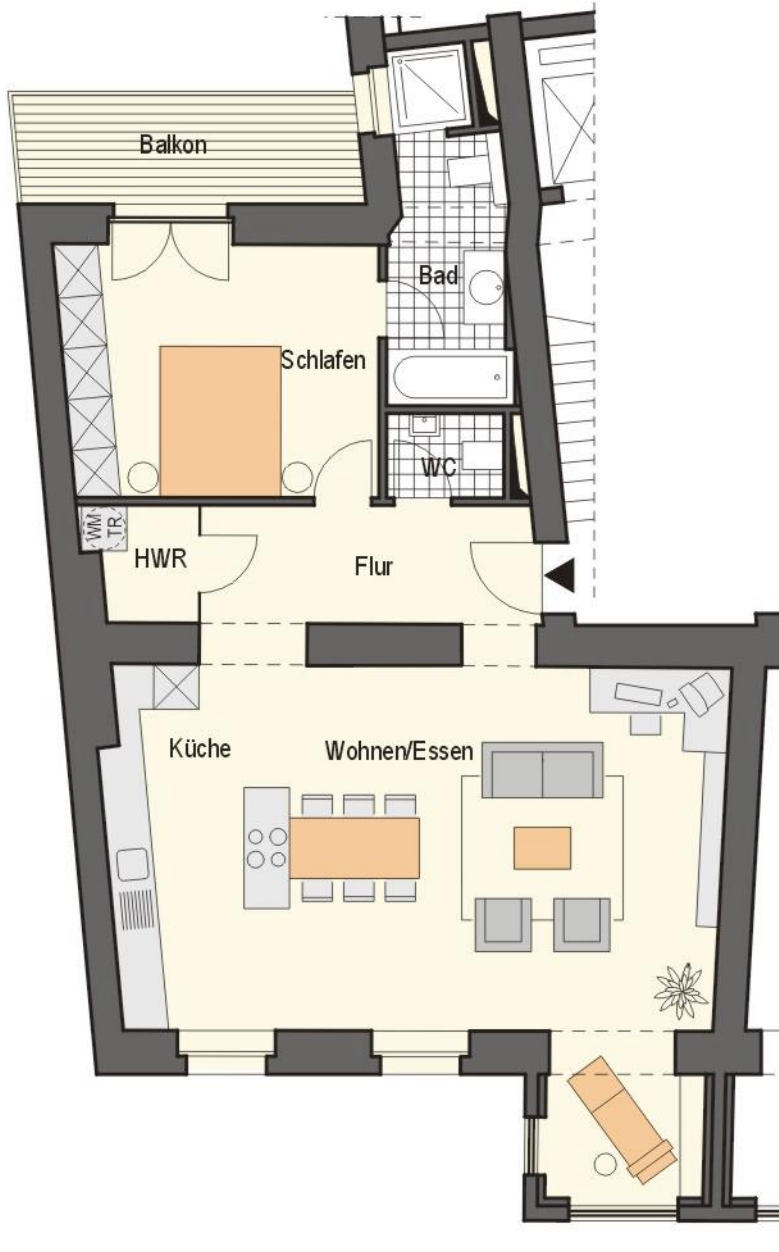 Balkon
Bad
Schlafen
WC
WM
TR
HWR
Flur
Küche
Wohnen/Essen